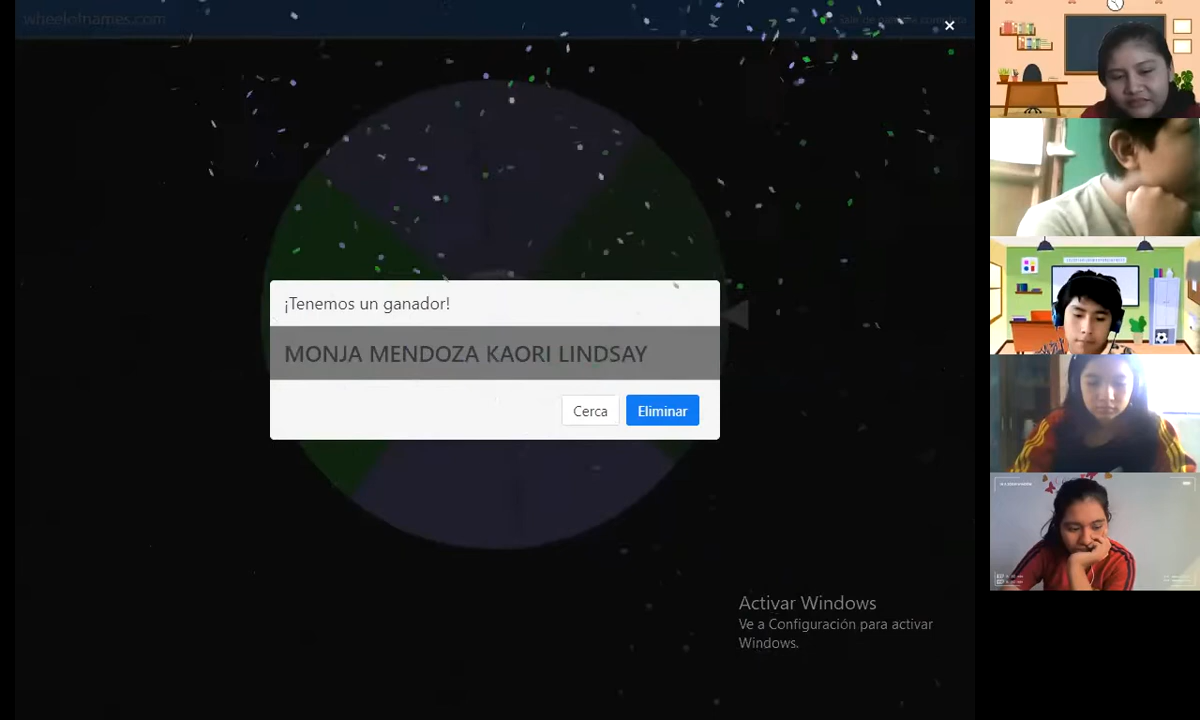 wheelofnames.com
¡Tenemos un ganador!
MONJA MENDOZA KAORI LINDSAY
Cerca
Eliminar
Activar Windows
Ve a Configuración para activar
Windows.